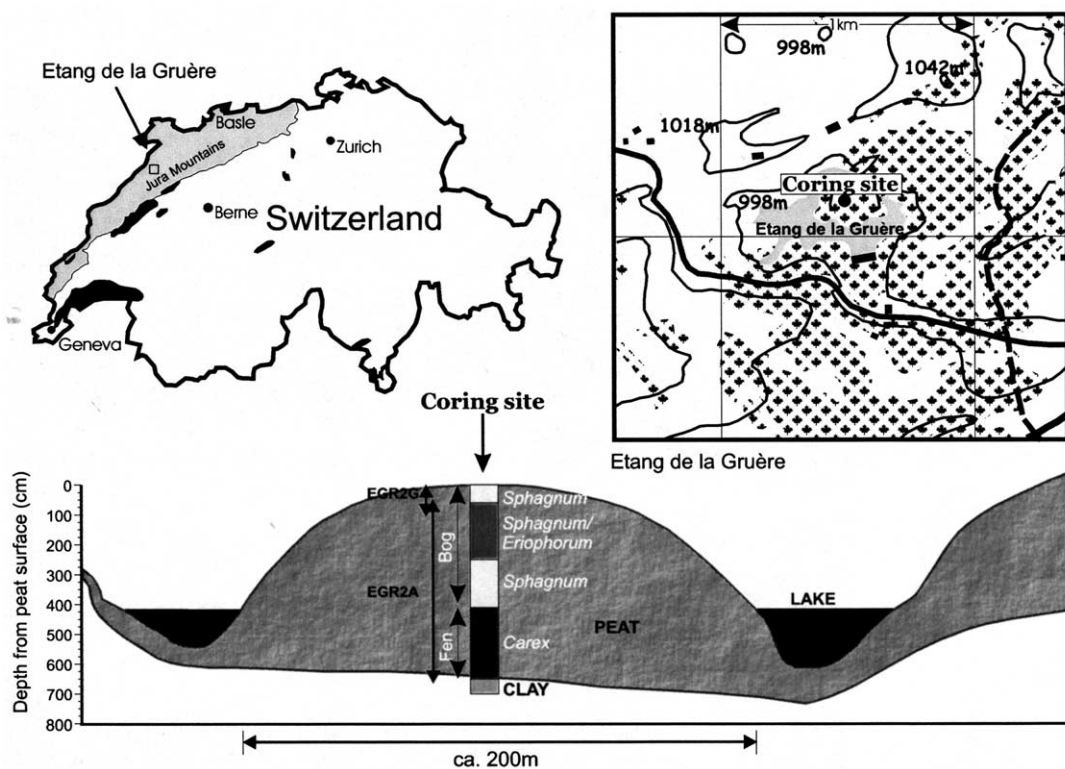 Etang de la Gruère
Basle
Zurich
Jura Mountains
Berne
Switzerland
Geneva
1km
998m
1042m
1018m
Coring site
998m
Etang de la Gruère
Etang de la Gruère
Coring site
Depth from peat surface (cm)
0
100
200
300
400
500
600
700
800
EGR2G
EGR2A
Bog
Fen
Sphagnum
Sphagnum/
Eriophorum
Sphagnum
Carex
CLAY
PEAT
LAKE
ca. 200m